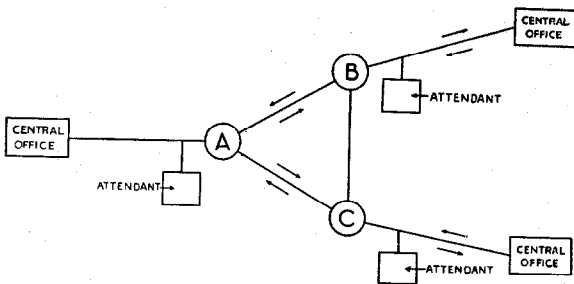 CENTRAL
OFFICE
B
ATTENDANT
CENTRAL
OFFICE
A
ATTENDANT
C
ATTENDANT
CENTRAL
OFFICE